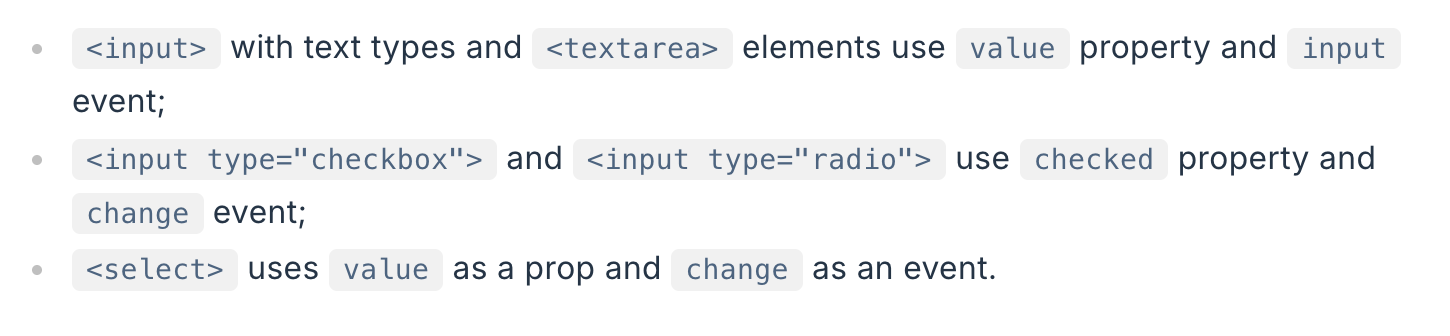 • <input> with text types and <textarea> elements use value property and input
event;
• <input type="checkbox"> and <input type="radio"> use checked property and
change event;
• <select> uses value as a prop and change as an event.